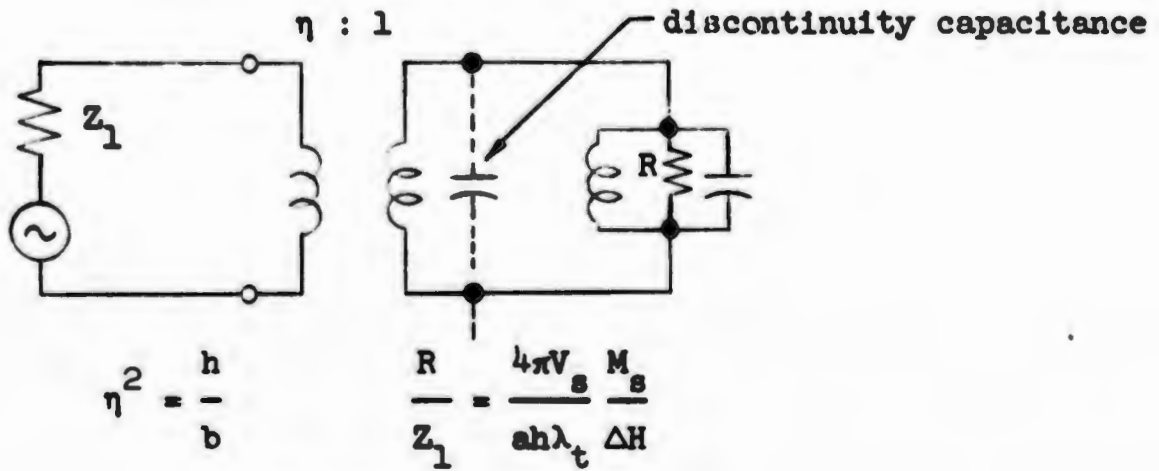 η : 1
discontinuity capacitance
Z₁
R
η² = h/b
R/Z₁ = 4πVₛ/ahλₜ Mₛ/ΔH